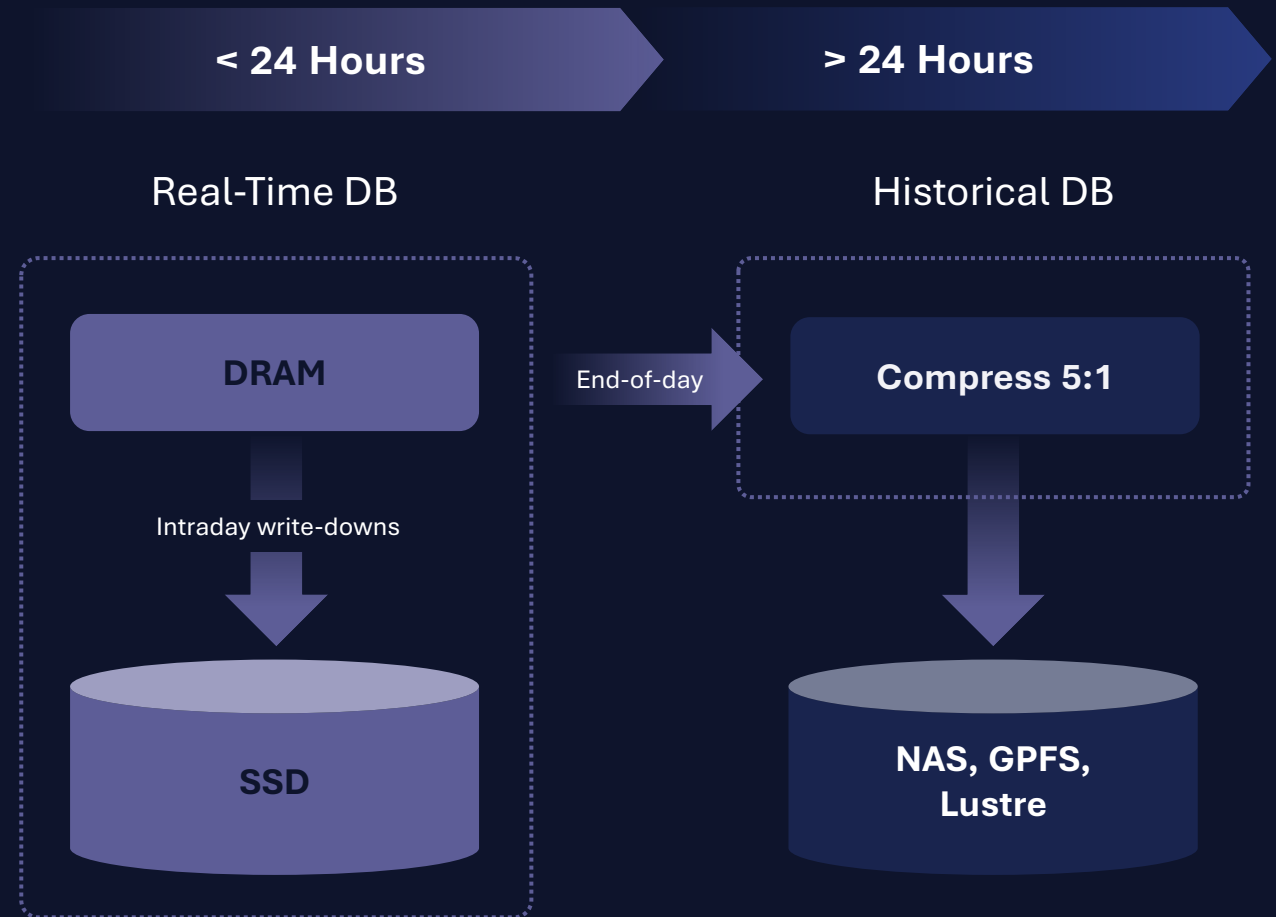 < 24 Hours
> 24 Hours
Real-Time DB
Historical DB
DRAM
End-of-day
Compress 5:1
Intraday write-downs
SSD
NAS, GPFS,
Lustre